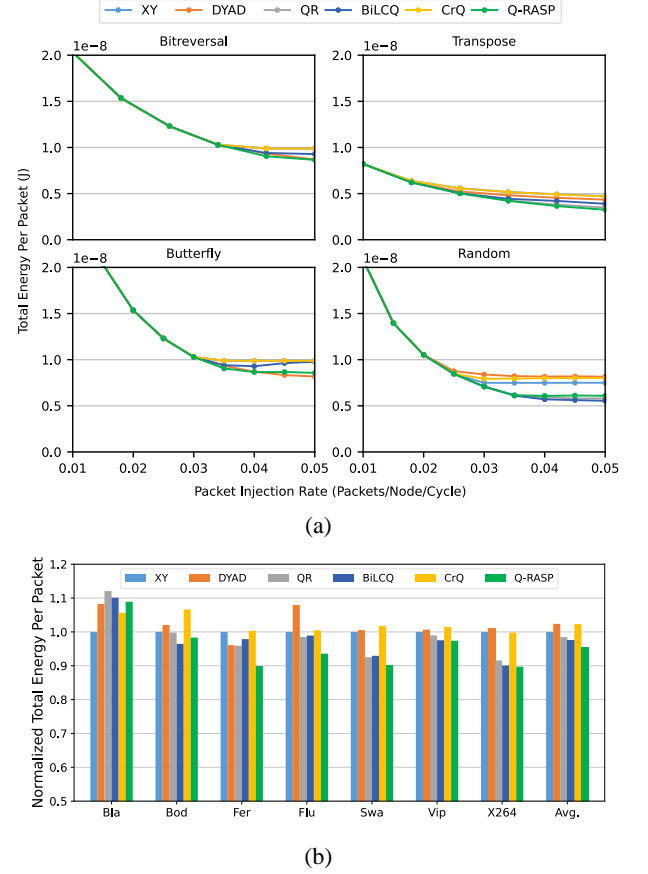 XY DYAD QR BiLCQ CrQ Q-RASP
Bitreversal Transpose
1e−8 1e−8
2.0 2.0
1.5 1.5
1.0 1.0
0.5 0.5
0.0 0.0
Butterfly Random
1e−8 1e−8
2.0 2.0
1.5 1.5
1.0 1.0
0.5 0.5
0.0 0.0
0.01 0.02 0.03 0.04 0.05 0.01 0.02 0.03 0.04 0.05
Total Energy Per Packet (J)
Packet Injection Rate (Packets/Node/Cycle)
(a)
XY DYAD QR BiLCQ CrQ Q-RASP
1.2
1.1
1.0
0.9
0.8
0.7
0.6
0.5
Normalized Total Energy Per Packet
Bla Bod Fer Flu Swa Vip X264 Avg.
(b)